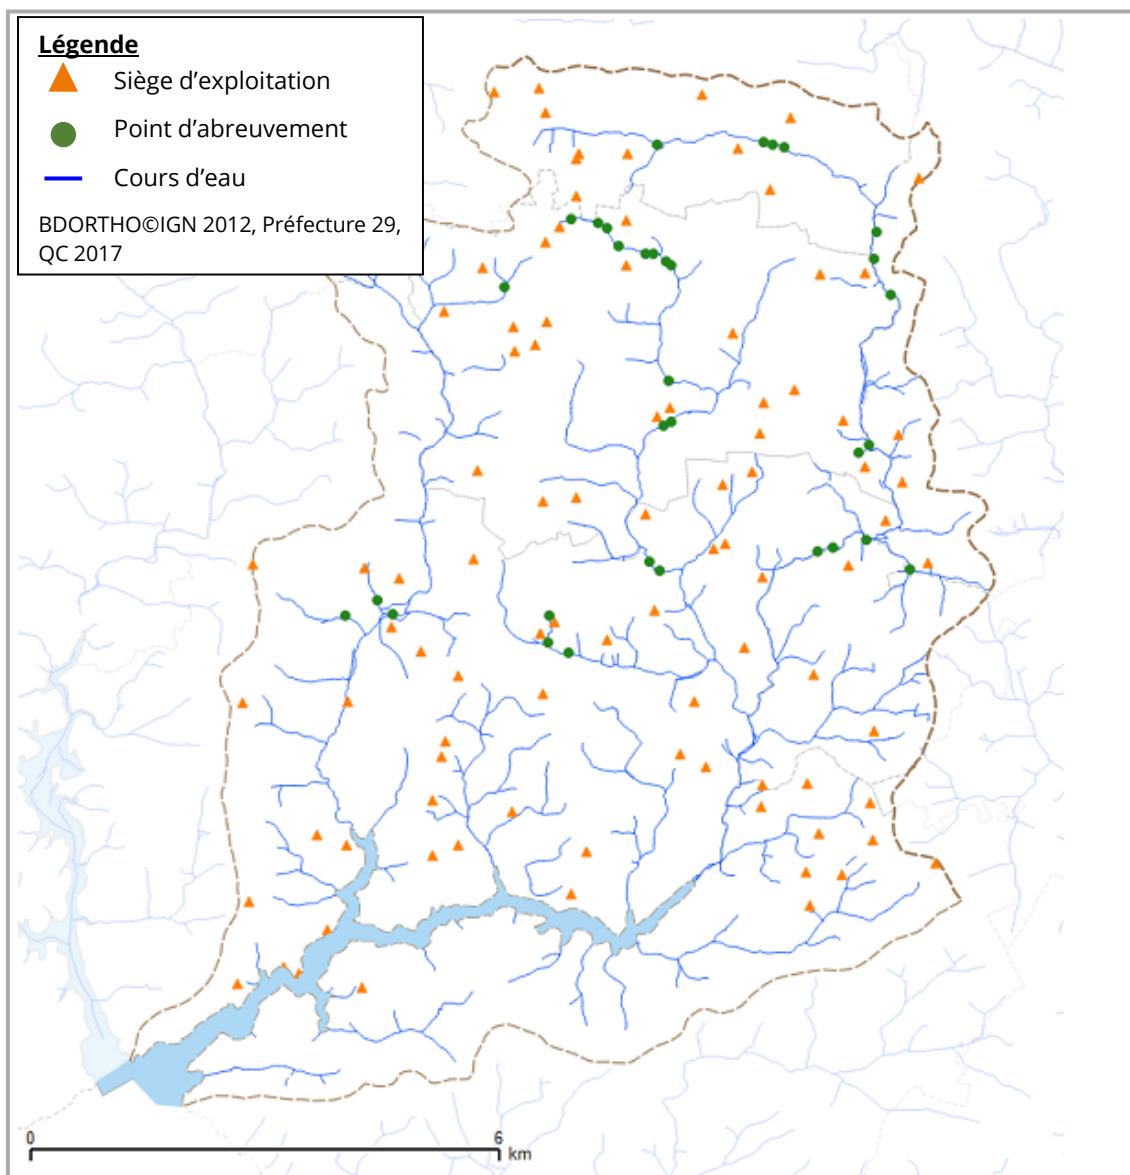 Légende
Siège d'exploitation
Point d'abreuvement
Cours d'eau
BDORTHO©IGN 2012, Préfecture 29,
QC 2017
0 6
km